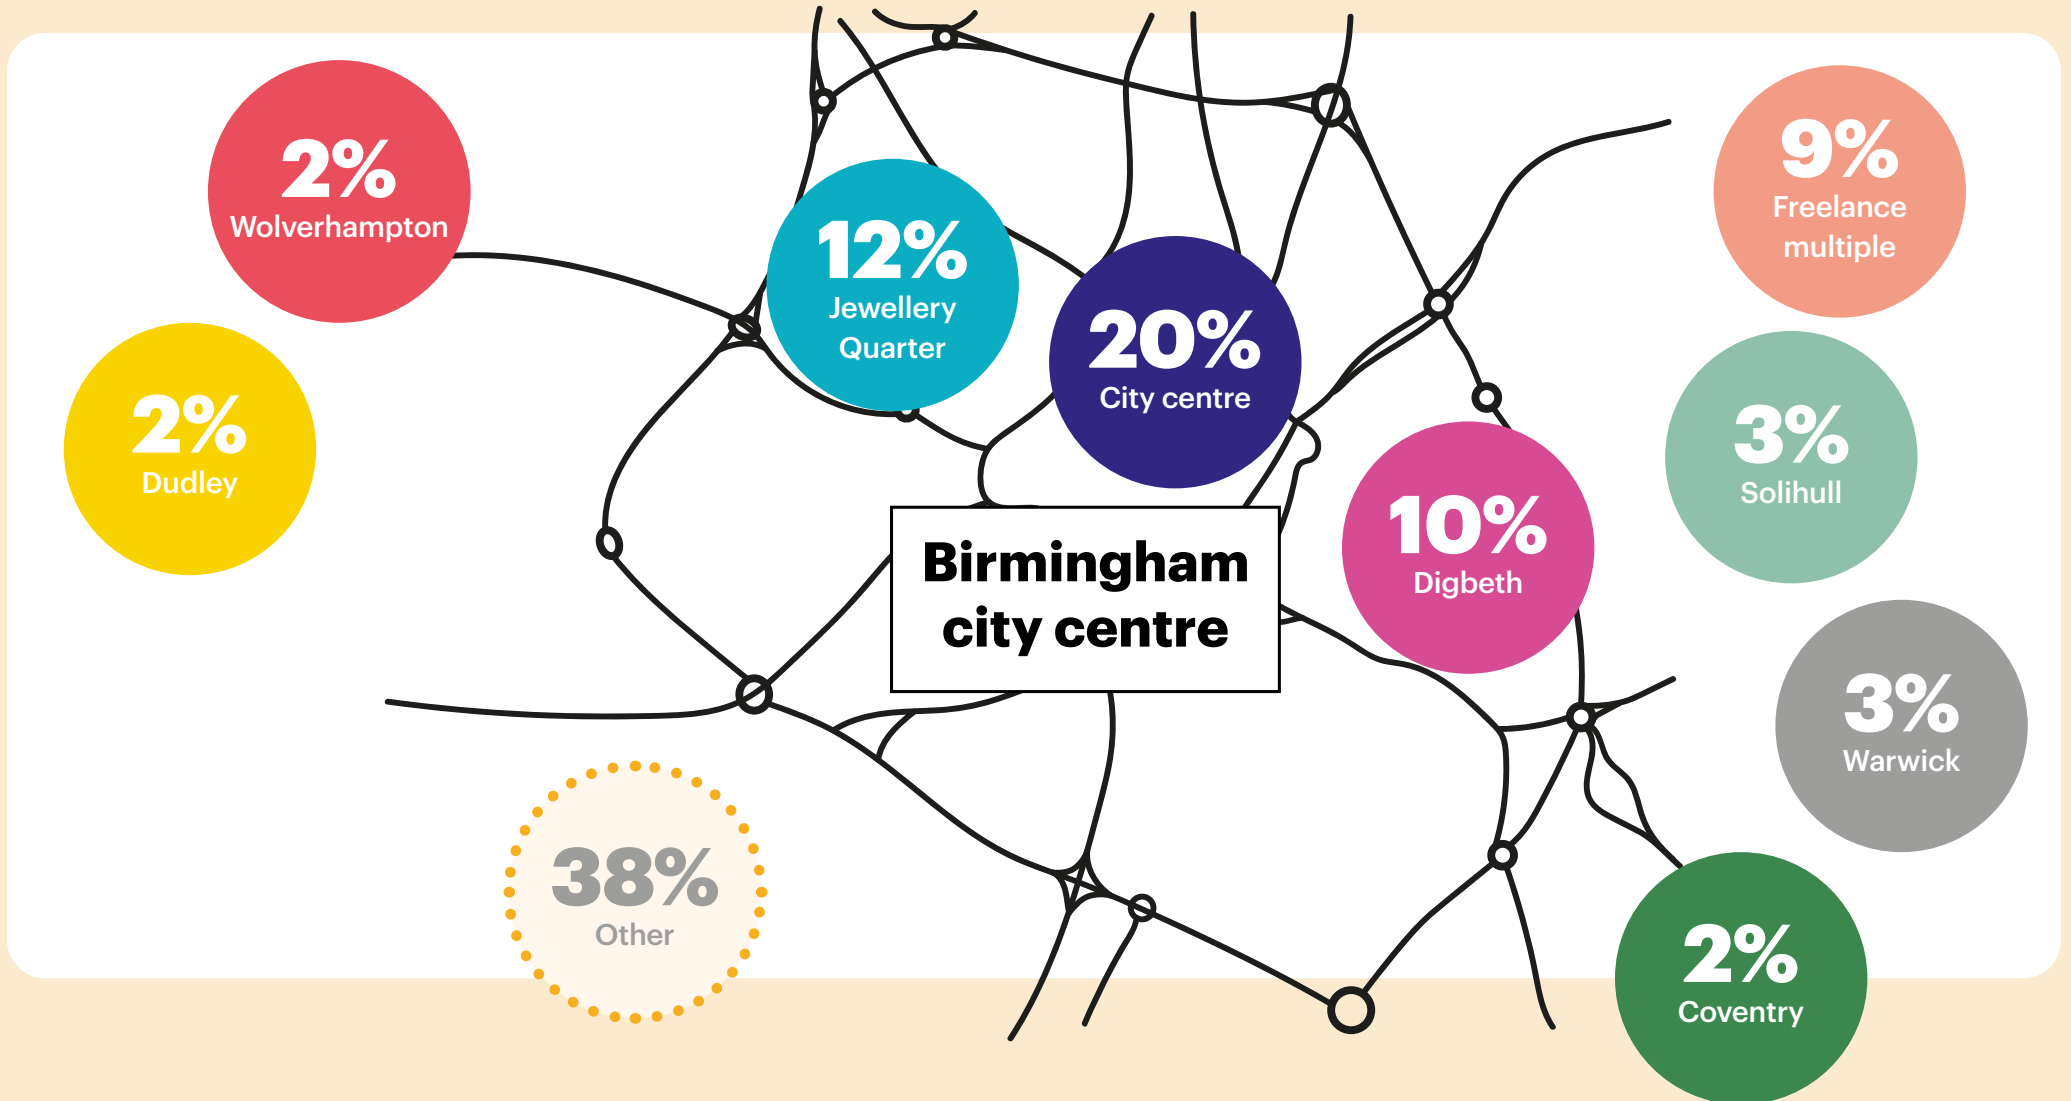 2%
Wolverhampton
12%
Jewellery
Quarter
20%
City centre
9%
Freelance
multiple
2%
Dudley
10%
Digbeth
3%
Solihull
Birmingham
city centre
3%
Warwick
38%
Other
2%
Coventry